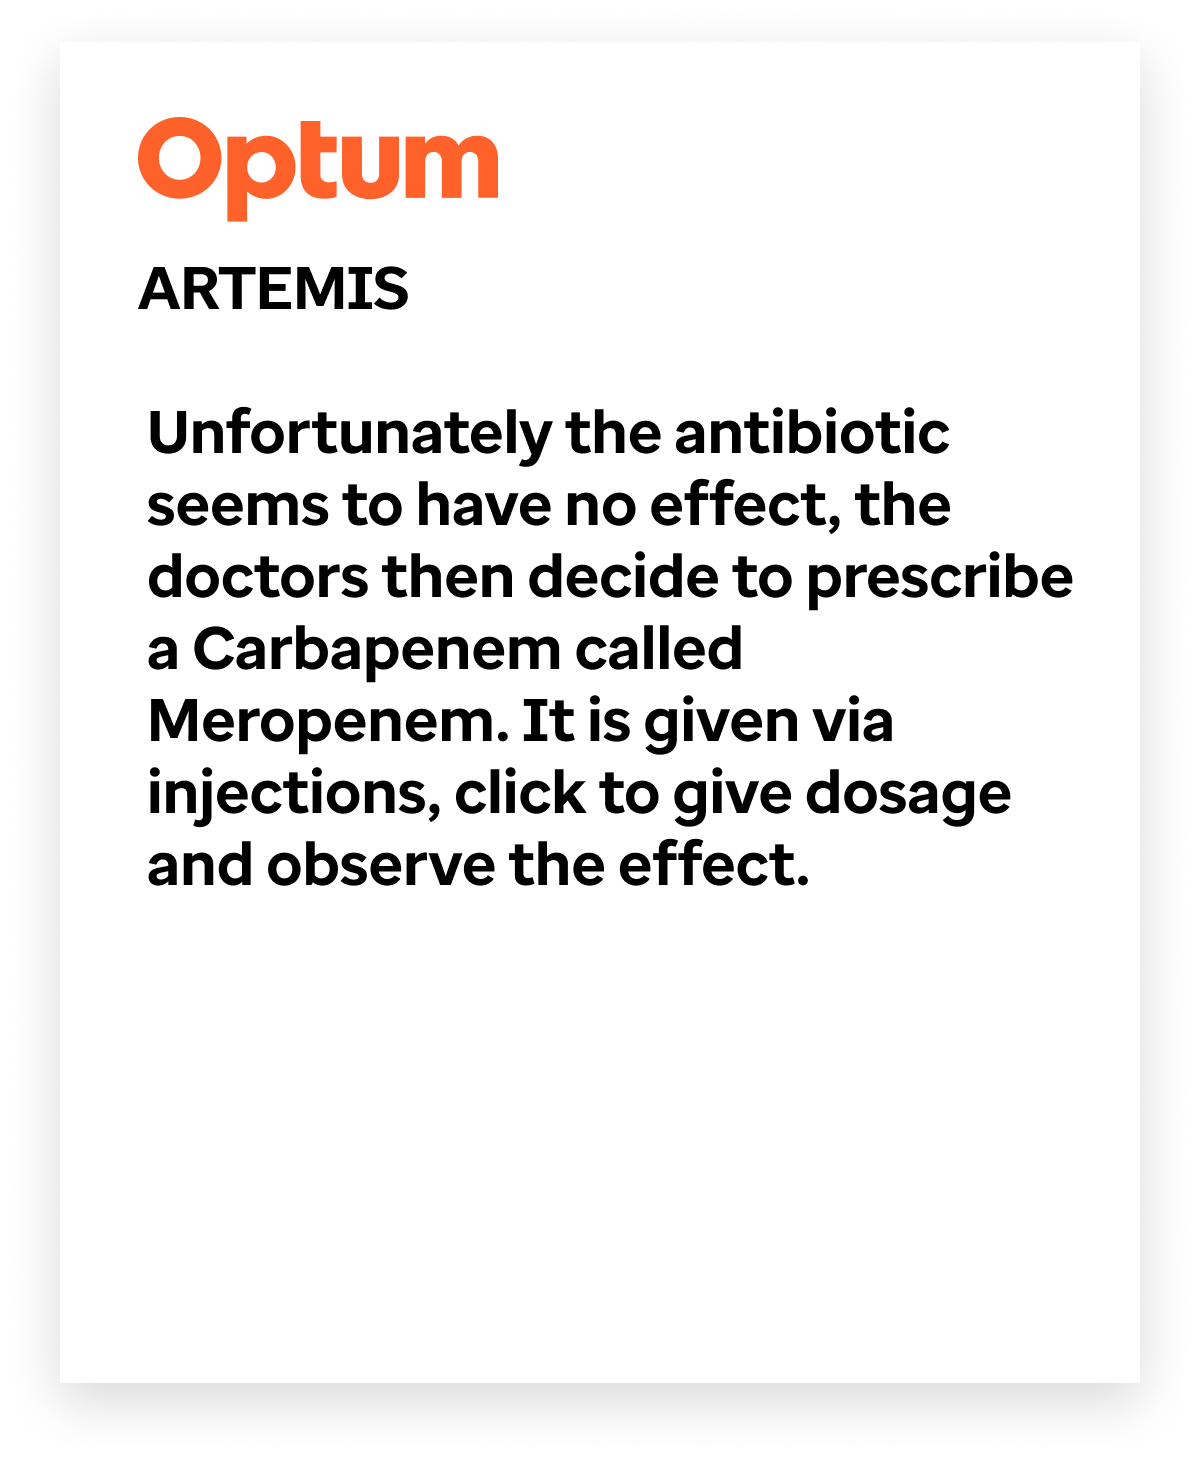 Optum
ARTEMIS
Unfortunately the antibiotic
seems to have no effect, the
doctors then decide to prescribe
a Carbapenem called
Meropenem. It is given via
injections, click to give dosage
and observe the effect.